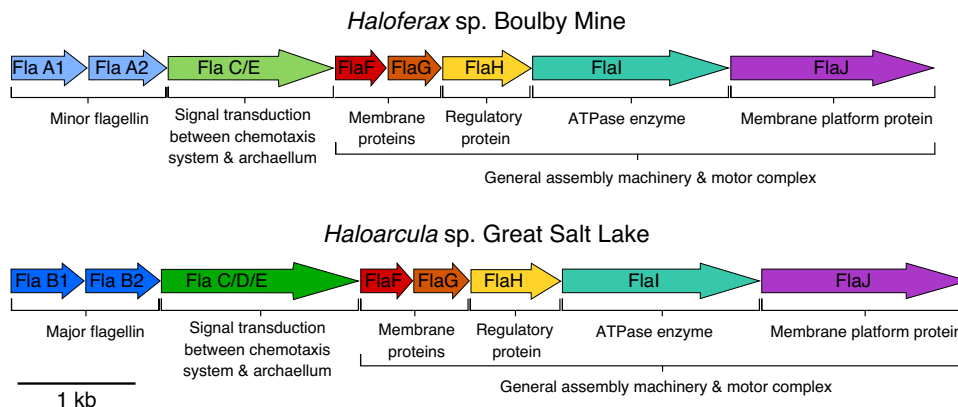 Haloferax sp. Boulby Mine
Fla A1 Fla A2 Fla C/E FlaF FlaG FlaH FlaI FlaJ
Minor flagellin
Signal transduction
between chemotaxis
system & archaellum
Membrane
proteins
Regulatory
protein
ATPase enzyme
Membrane platform protein
General assembly machinery & motor complex
Haloarcula sp. Great Salt Lake
Fla B1 Fla B2 Fla C/D/E FlaF FlaG FlaH FlaI FlaJ
Major flagellin
Signal transduction
between chemotaxis
system & archaellum
Membrane
proteins
Regulatory
protein
ATPase enzyme
Membrane platform protein
General assembly machinery & motor complex
1 kb